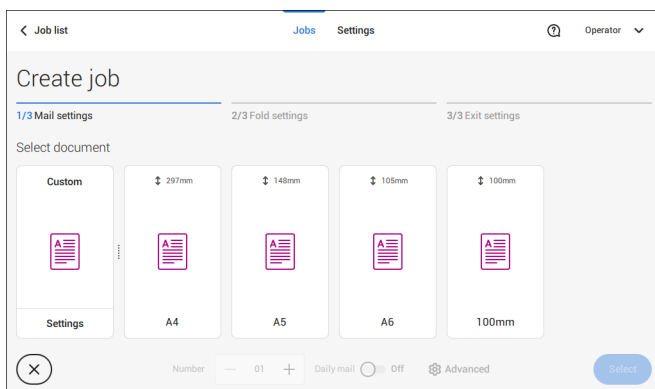 Job list
Jobs Settings
Operator
Create job
1/3 Mail settings
2/3 Fold settings
3/3 Exit settings
Select document
Custom
297mm
148mm
105mm
100mm
A
A
A
A
A
Settings
A4
A5
A6
100mm
Number
01
Daily mail
Off
Advanced
Select